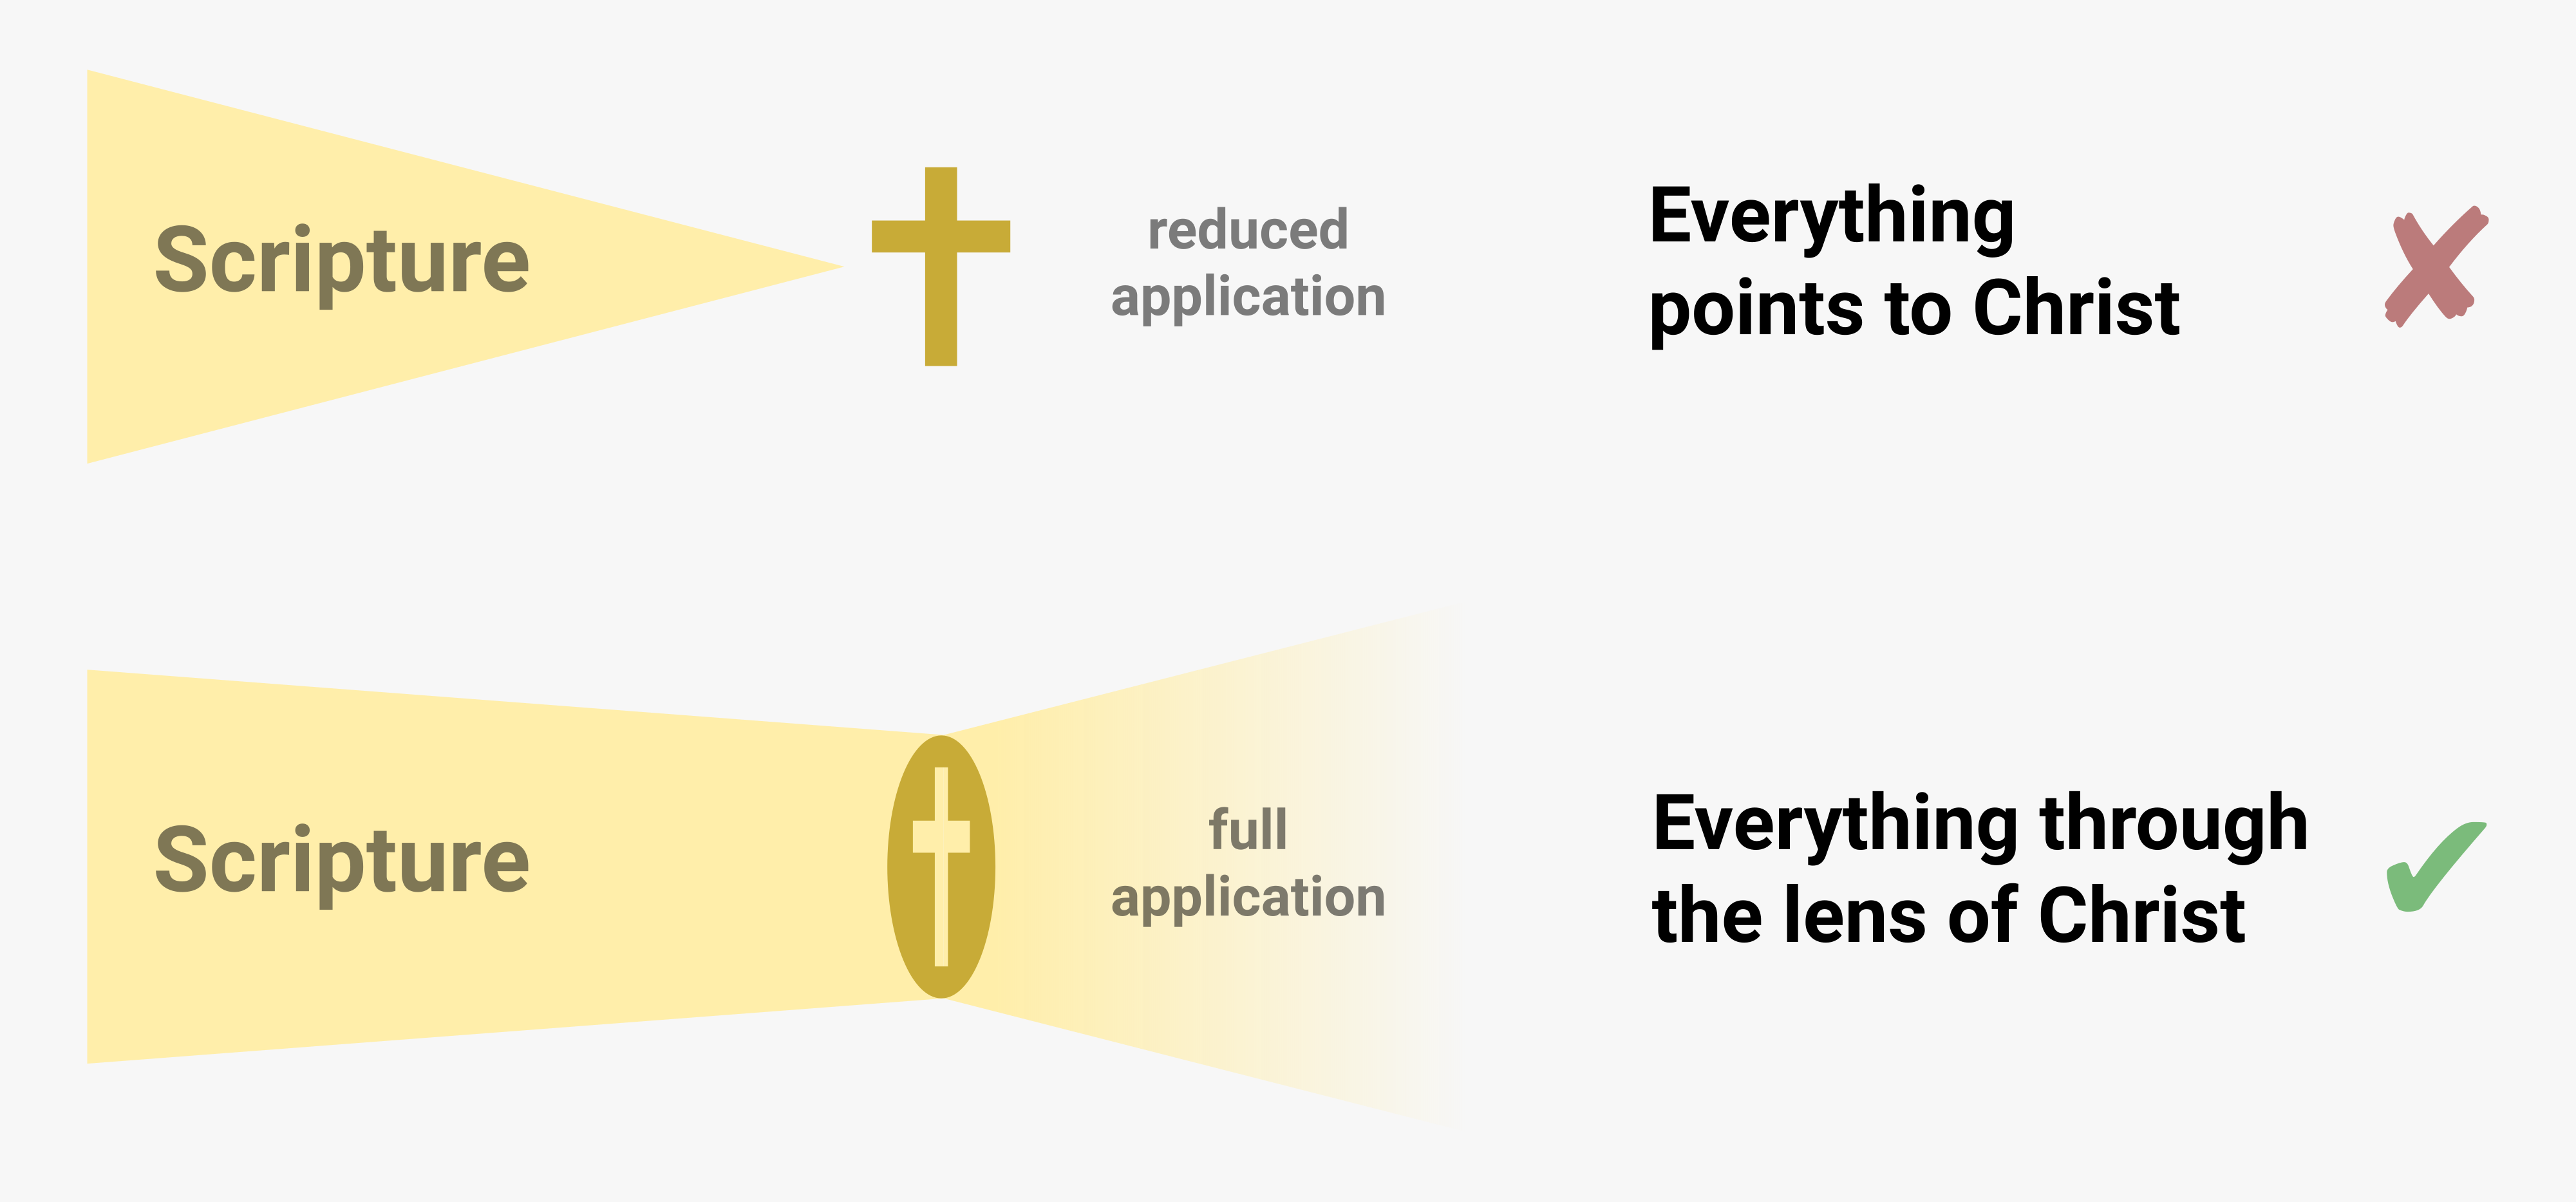 Scripture
reduced
application
Everything
points to Christ
Scripture
full
application
Everything through
the lens of Christ